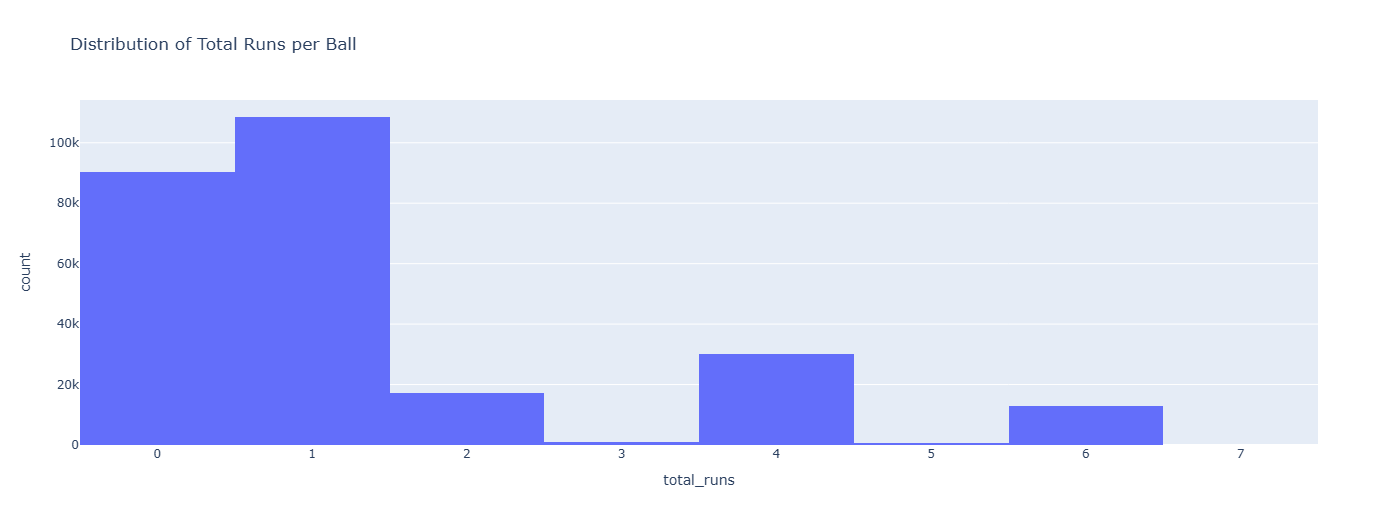 Distribution of Total Runs per Ball
100k
80k
60k
40k
20k
0
count
0 1 2 3 4 5 6 7
total_runs